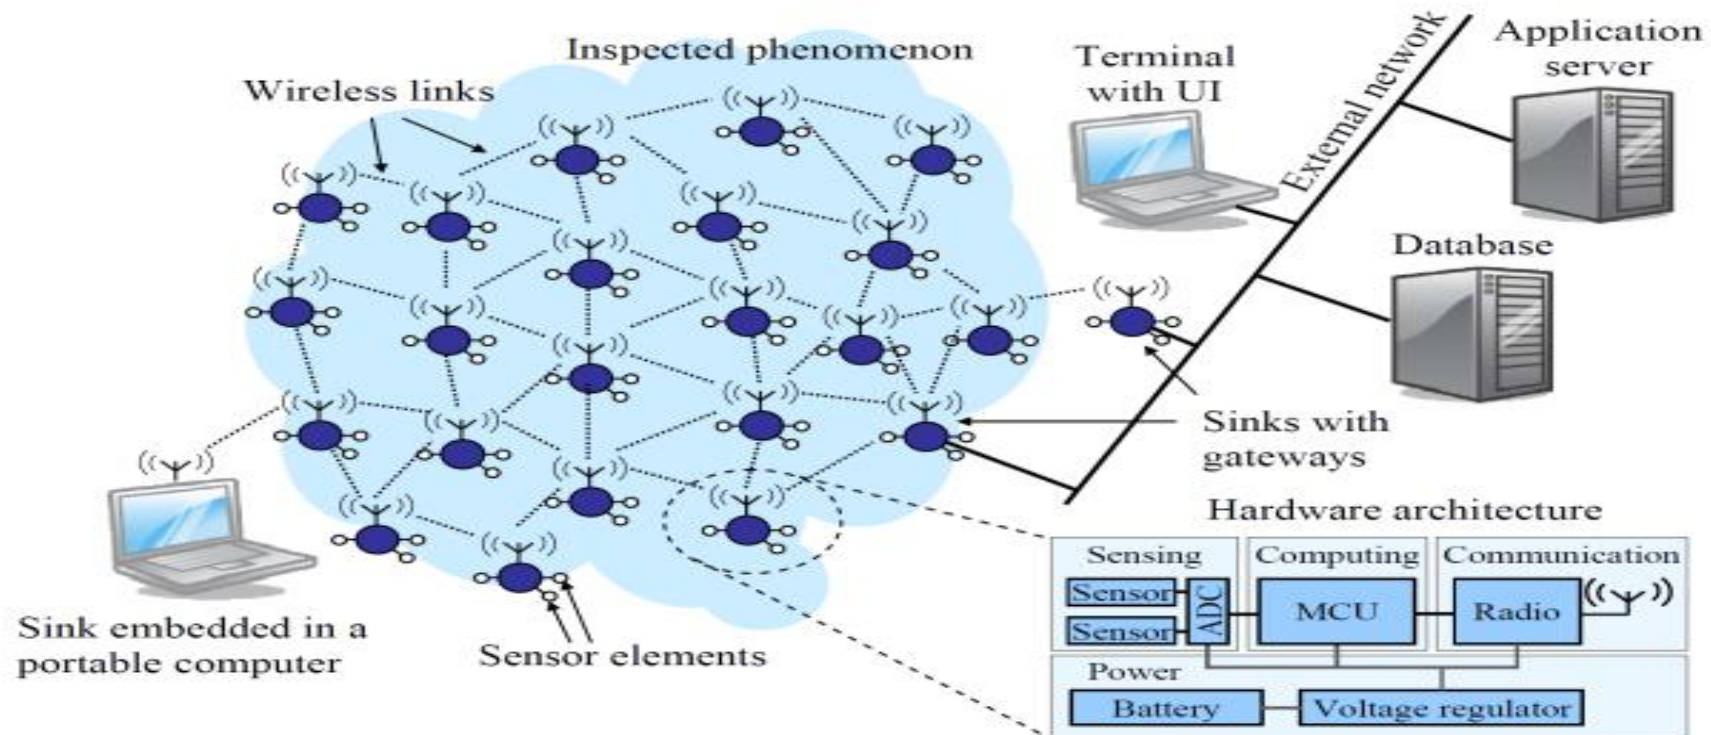 Inspected phenomenon
Wireless links
Terminal
with UI
External network
Application
server
Database
Sinks with
gateways
Sink embedded in a
portable computer
Sensor elements
Hardware architecture
Sensing
Computing
Communication
Sensor
Sensor
ADC
MCU
Radio
Power
Battery
Voltage regulator